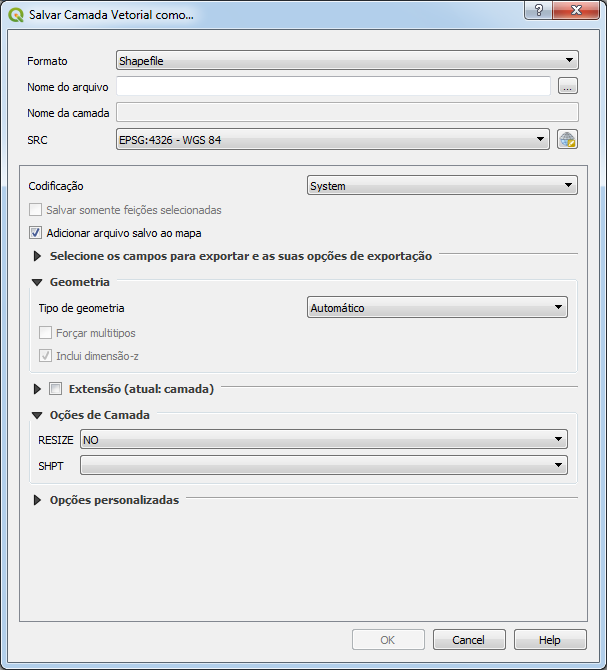 Salvar Camada Vetorial como...
?
Formato Shapefile
Nome do arquivo ...
Nome da camada
SRC EPSG:4326 - WGS 84
Codificação System
Salvar somente feições selecionadas
Adicionar arquivo salvo ao mapa
Selecione os campos para exportar e as suas opções de exportação
Geometria
Tipo de geometria Automático
Forçar multitipos
Inclui dimensão-z
Extensão (atual: camada)
Oções de Camada
RESIZE NO
SHPT
Opções personalizadas
OK Cancel Help